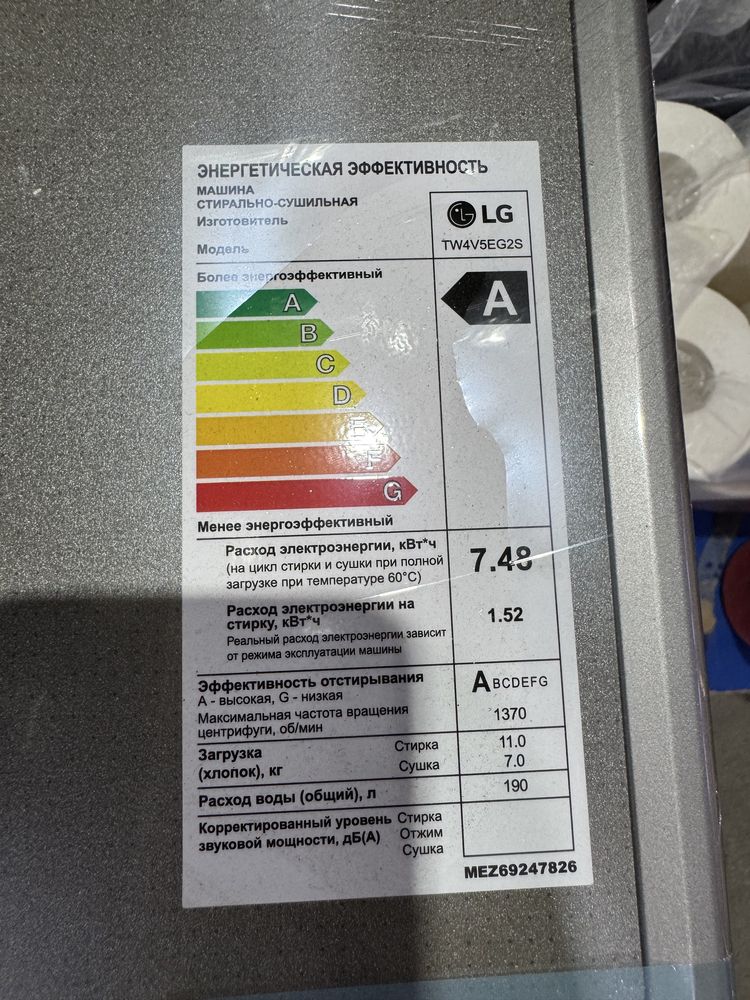 ЭНЕРГЕТИЧЕСКАЯ ЭФФЕКТИВНОСТЬ
МАШИНА
СТИРАЛЬНО-СУШИЛЬНАЯ
Изготовитель
LG
Модель
TW4V5EG2S
Более энергоэффективный
A
A
B
C
D
E
F
G
Менее энергоэффективный
Расход электроэнергии, кВт*ч
(на цикл стирки и сушки при полной
загрузке при температуре 60°C)
7.48
Расход электроэнергии на
стирку, кВт*ч
1.52
Реальный расход электроэнергии зависит
от режима эксплуатации машины
Эффективность отстирывания
A - высокая, G - низкая
ABCDEFG
Максимальная частота вращения
центрифуги, об/мин
1370
Загрузка
(хлопок), кг
Стирка 11.0
Сушка 7.0
Расход воды (общий), л 190
Корректированный уровень
звуковой мощности, дБ(A)
Стирка
Отжим
Сушка
MEZ69247826